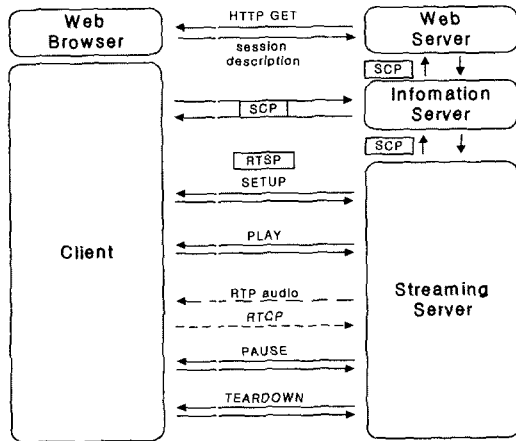 Web
Browser
HTTP GET
session
description
Web
Server
SCP
SCP
Infomation
Server
SCP
RTSP
SETUP
PLAY
Client
RTP audio
RTCP
Streaming
Server
PAUSE
TEARDOWN